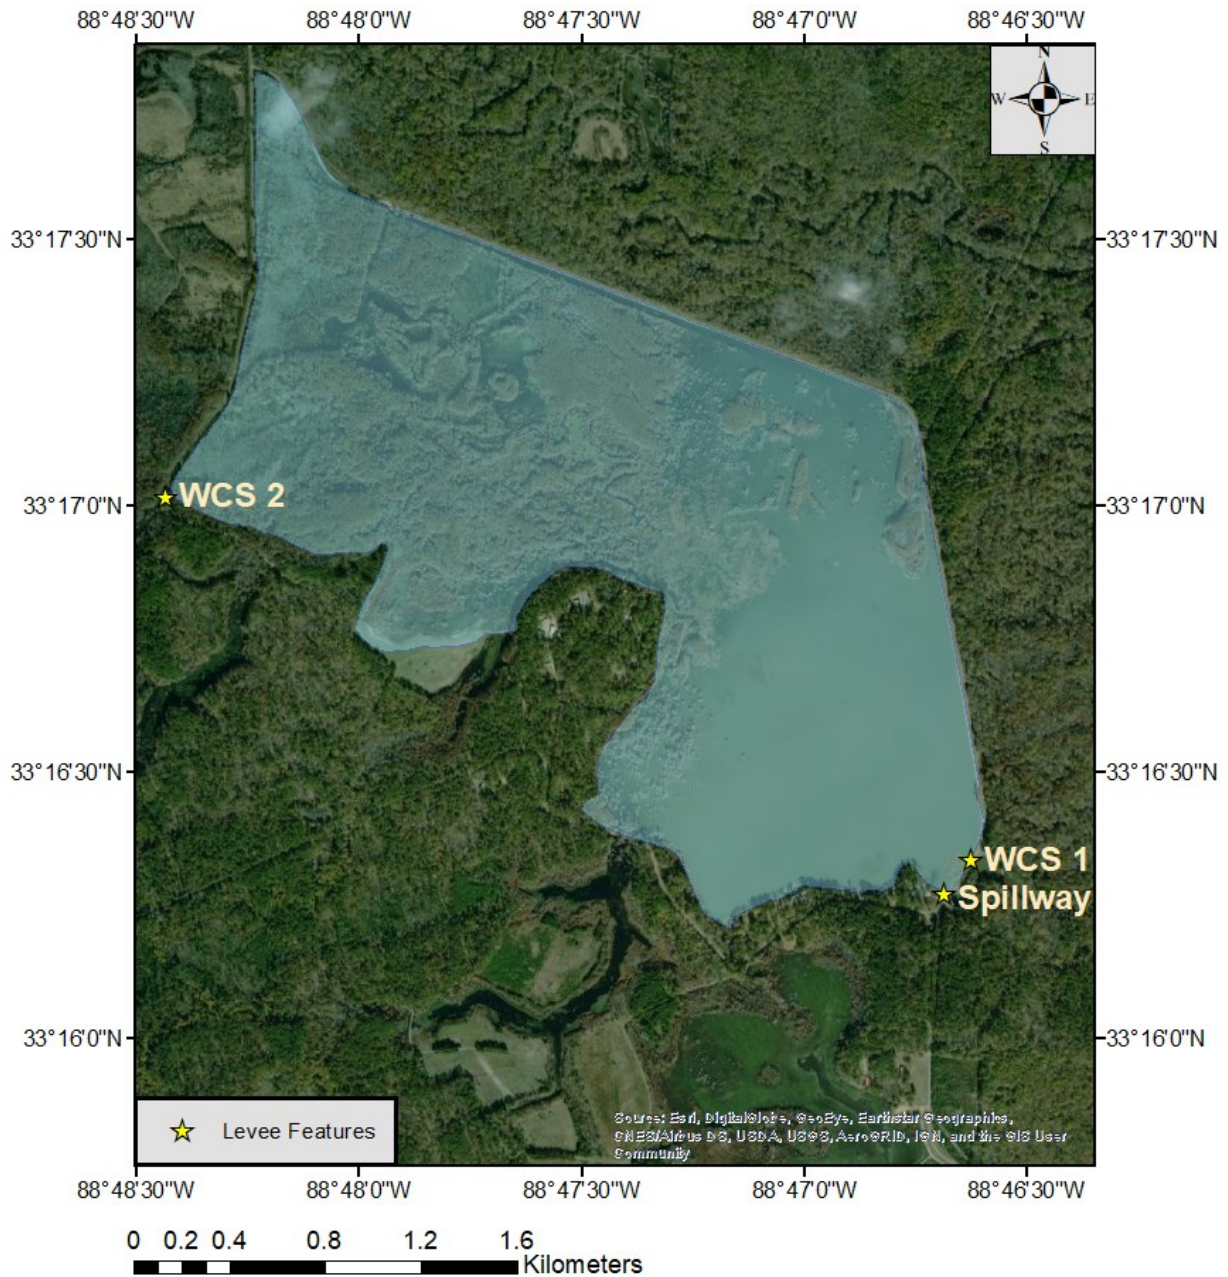 88°48'30"W 88°48'0"W 88°47'30"W 88°47'0"W 88°46'30"W
N
W E
S
33°17'30"N 33°17'30"N
WCS 2
33°17'0"N 33°17'0"N
33°16'30"N 33°16'30"N
WCS 1
Spillway
33°16'0"N 33°16'0"N
Levee Features
Source: Esri, DigitalGlobe, GeoEye, Earthstar Geographics,
CNES/Airbus DS, USDA, USGS, AeroGRID, IGN, and the GIS User
Community
88°48'30"W 88°48'0"W 88°47'30"W 88°47'0"W 88°46'30"W
0 0.2 0.4 0.8 1.2 1.6
Kilometers